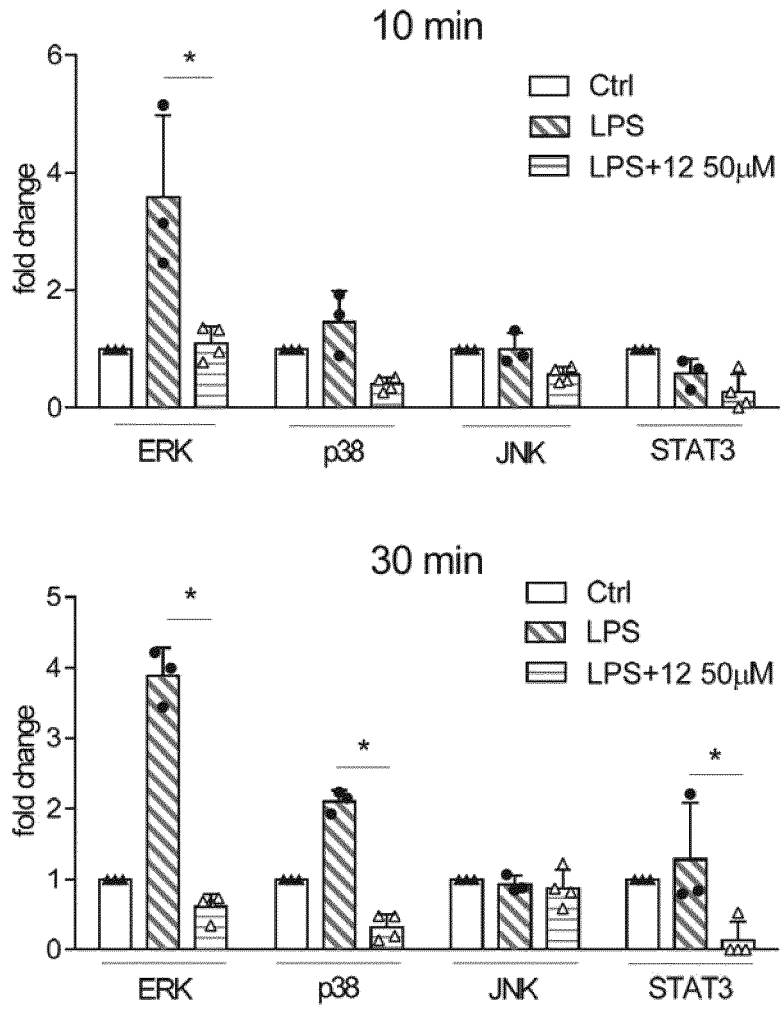 10 min
6
*
Ctrl
LPS
LPS+12 50μM
4
fold change
2
0
ERK
p38
JNK
STAT3
30 min
5
*
Ctrl
LPS
LPS+12 50μM
4
fold change
3
*
*
2
1
0
ERK
p38
JNK
STAT3